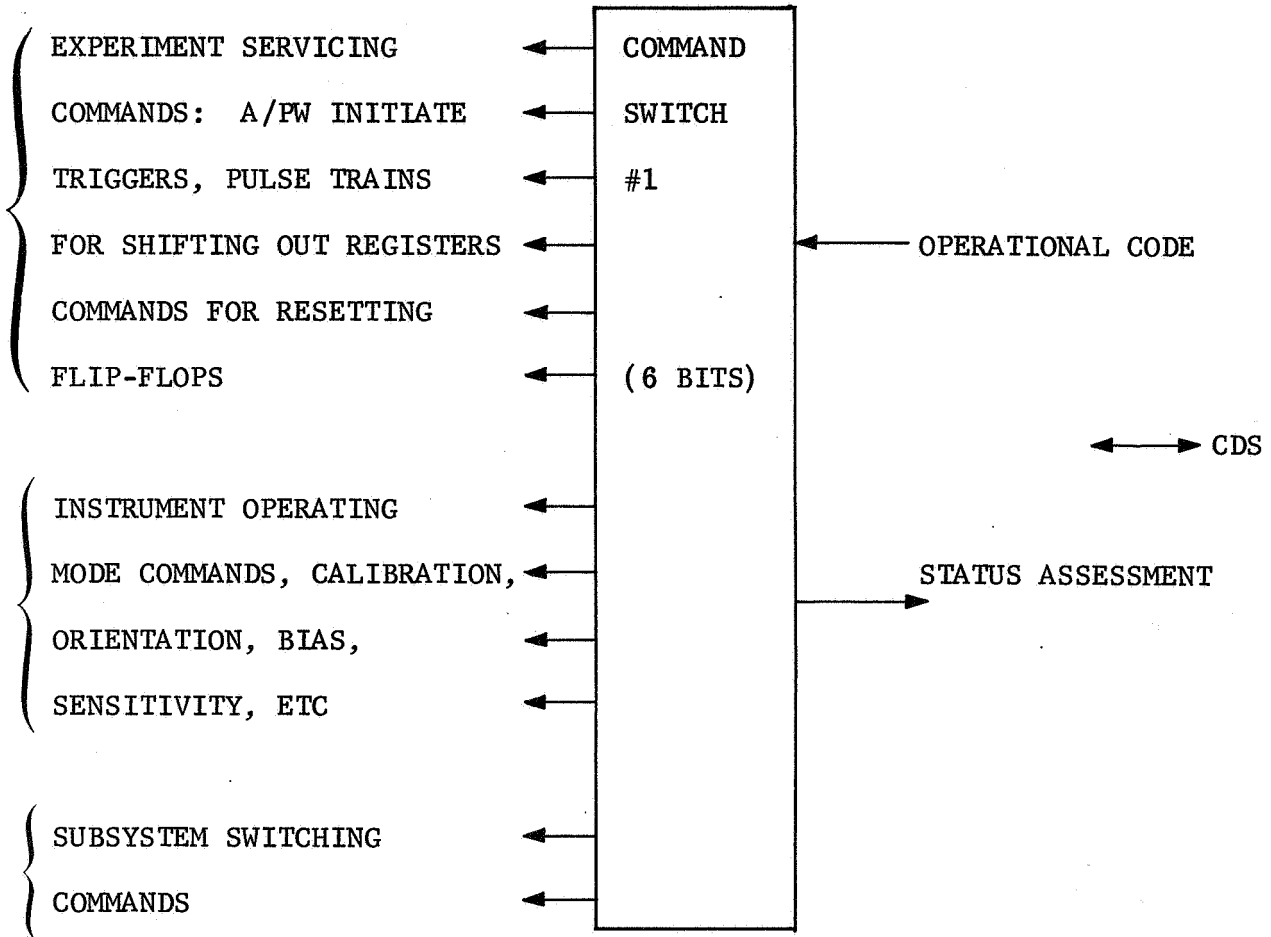 EXPERIMENT SERVICING
COMMANDS: A/PW INITIATE
TRIGGERS, PULSE TRAINS
FOR SHIFTING OUT REGISTERS
COMMANDS FOR RESETTING
FLIP-FLOPS
INSTRUMENT OPERATING
MODE COMMANDS, CALIBRATION,
ORIENTATION, BIAS,
SENSITIVITY, ETC
SUBSYSTEM SWITCHING
COMMANDS
COMMAND
SWITCH
#1
(6 BITS)
OPERATIONAL CODE
CDS
STATUS ASSESSMENT